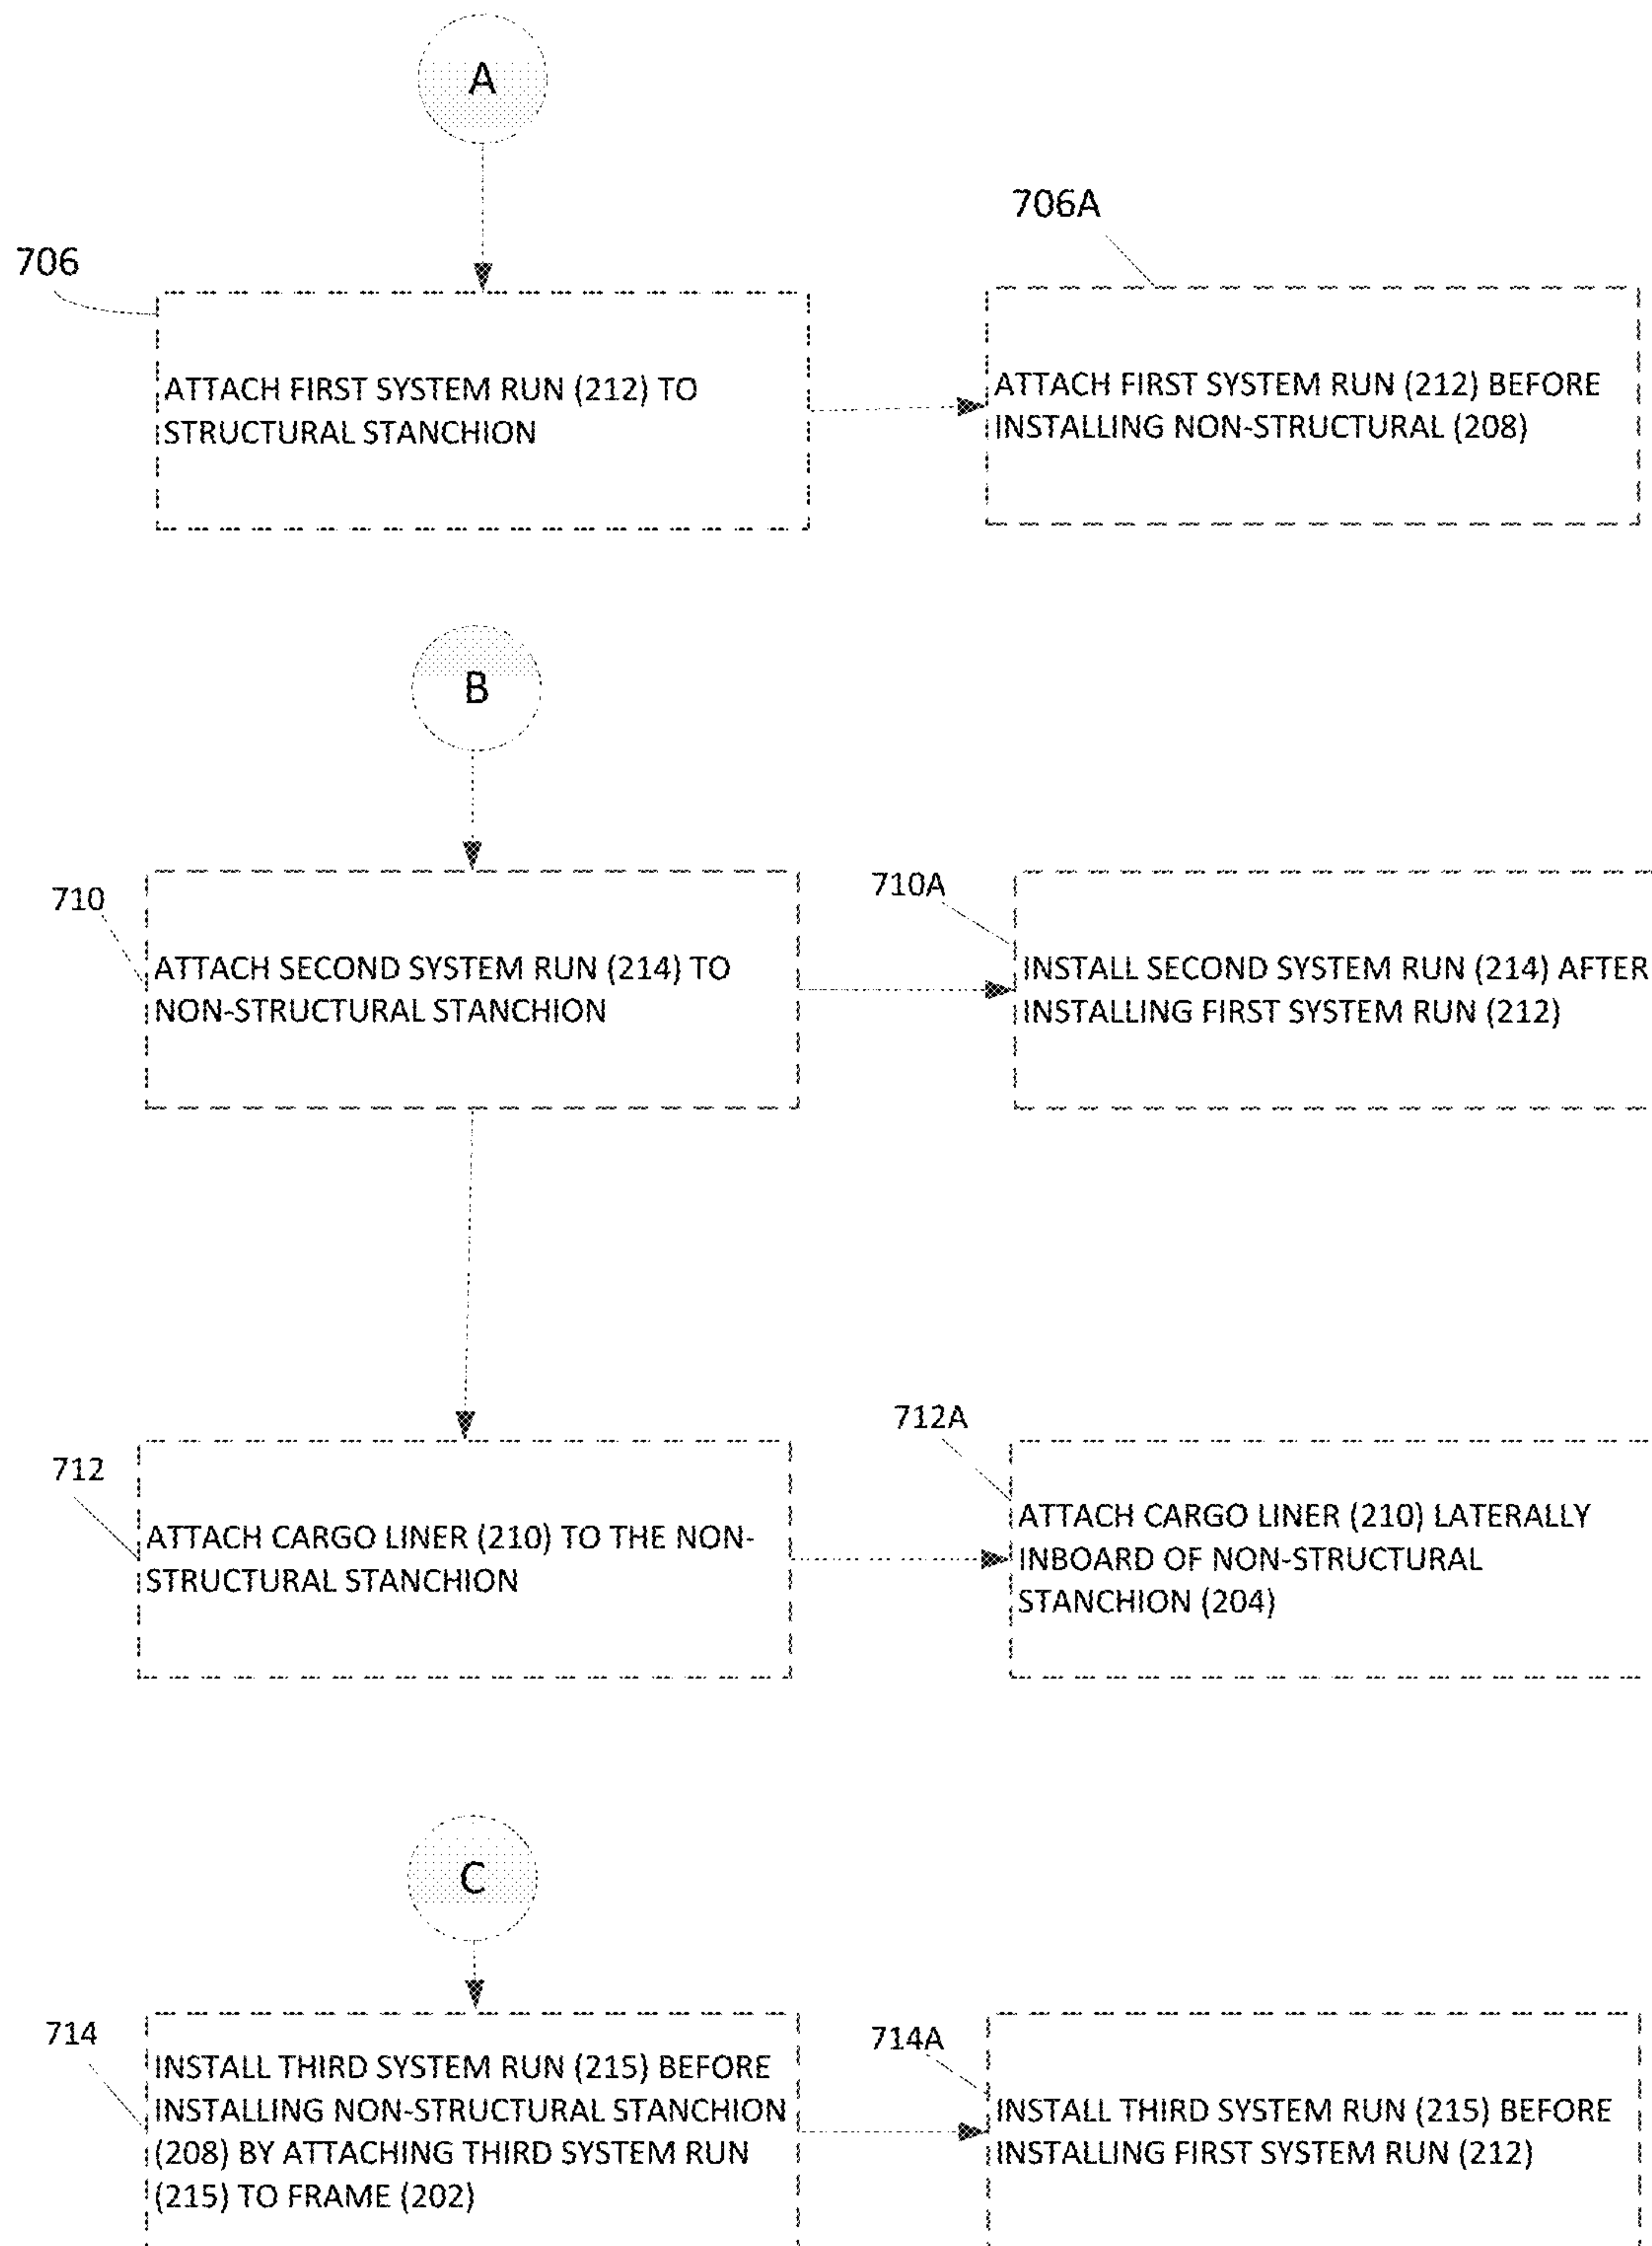 A
706
706A
ATTACH FIRST SYSTEM RUN (212) TO
STRUCTURAL STANCHION
ATTACH FIRST SYSTEM RUN (212) BEFORE
INSTALLING NON-STRUCTURAL (208)
B
710
710A
ATTACH SECOND SYSTEM RUN (214) TO
NON-STRUCTURAL STANCHION
INSTALL SECOND SYSTEM RUN (214) AFTER
INSTALLING FIRST SYSTEM RUN (212)
712
712A
ATTACH CARGO LINER (210) TO THE NON-
STRUCTURAL STANCHION
ATTACH CARGO LINER (210) LATERALLY
INBOARD OF NON-STRUCTURAL
STANCHION (204)
C
714
714A
INSTALL THIRD SYSTEM RUN (215) BEFORE
INSTALLING NON-STRUCTURAL STANCHION
(208) BY ATTACHING THIRD SYSTEM RUN
(215) TO FRAME (202)
INSTALL THIRD SYSTEM RUN (215) BEFORE
INSTALLING FIRST SYSTEM RUN (212)